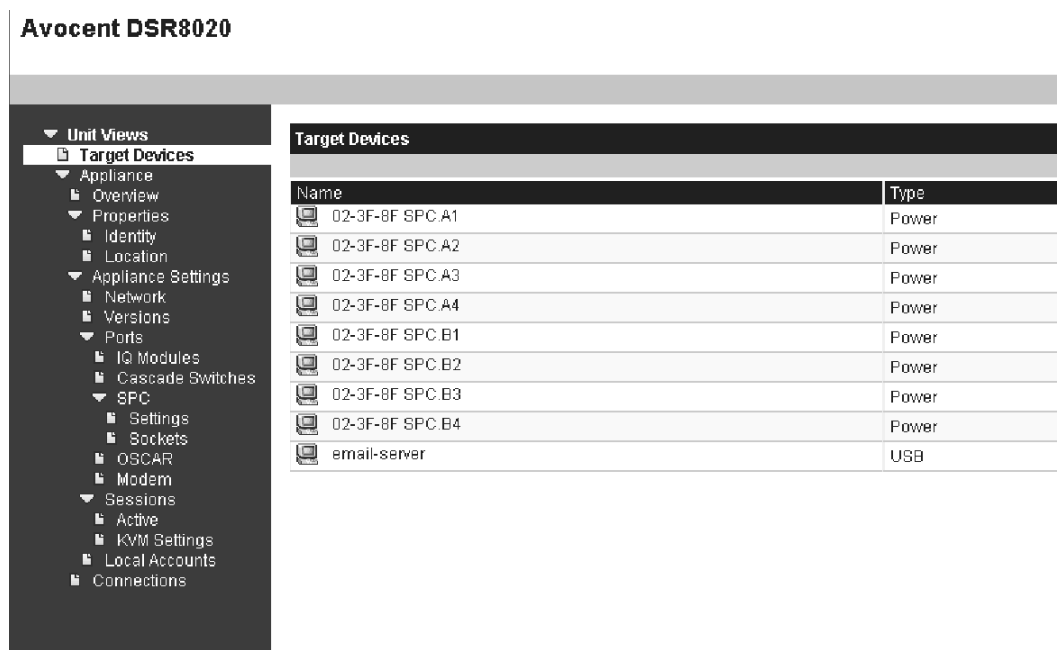 Avocent DSR8020
Unit Views
Target Devices
Appliance
Overview
Properties
Identity
Location
Appliance Settings
Network
Versions
Ports
IQ Modules
Cascade Switches
SPC
Settings
Sockets
OSCAR
Modem
Sessions
Active
KVM Settings
Local Accounts
Connections
Target Devices
Name Type
02-3F-8F SPC.A1 Power
02-3F-8F SPC.A2 Power
02-3F-8F SPC.A3 Power
02-3F-8F SPC.A4 Power
02-3F-8F SPC.B1 Power
02-3F-8F SPC.B2 Power
02-3F-8F SPC.B3 Power
02-3F-8F SPC.B4 Power
email-server USB